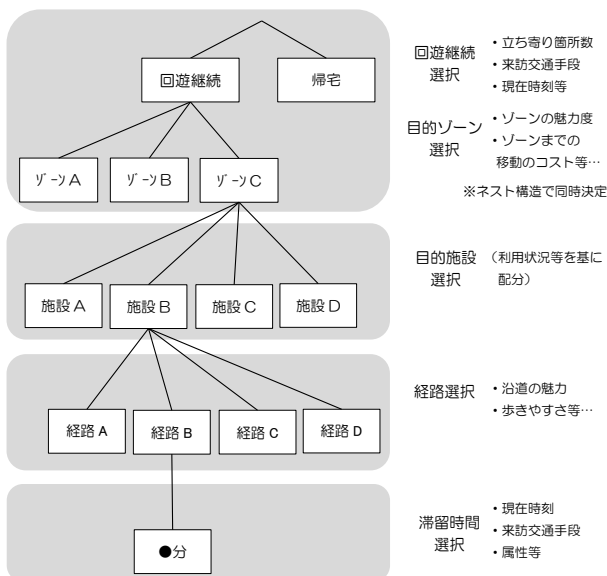 回遊継続
帰宅
回遊継続
選択
・立ち寄り箇所数
・来訪交通手段
・現在時刻等
目的ゾーン
選択
・ゾーンの魅力度
・ゾーンまでの
移動のコスト等…
ｿﾞｰﾝA
ｿﾞｰﾝB
ｿﾞｰﾝC
※ネスト構造で同時決定
目的施設
選択
（利用状況等を基に
配分）
施設A
施設B
施設C
施設D
経路選択
・沿道の魅力
・歩きやすさ等…
経路A
経路B
経路C
経路D
滞留時間
選択
・現在時刻
・来訪交通手段
・属性等
●分